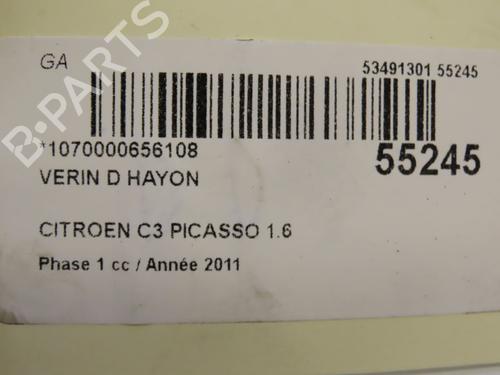 GA
53491301 55245
*1070000656108
55245
VERIN D HAYON
CITROEN C3 PICASSO 1.6
Phase 1 cc / Année 2011
B-PARTS